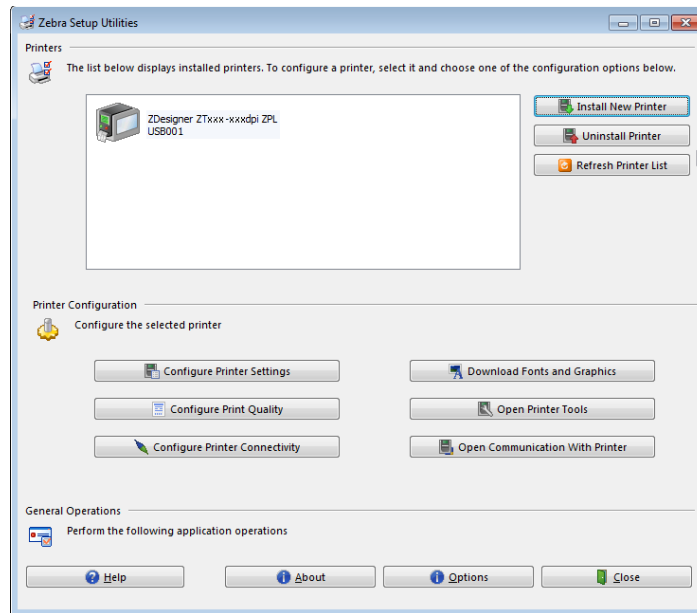 Zebra Setup Utilities
Printers
The list below displays installed printers. To configure a printer, select it and choose one of the configuration options below.
ZDesigner ZTxxx-xxxdpi ZPL
USB001
Install New Printer
Uninstall Printer
Refresh Printer List
Printer Configuration
Configure the selected printer
Configure Printer Settings
Download Fonts and Graphics
Configure Print Quality
Open Printer Tools
Configure Printer Connectivity
Open Communication With Printer
General Operations
Perform the following application operations
Help
About
Options
Close